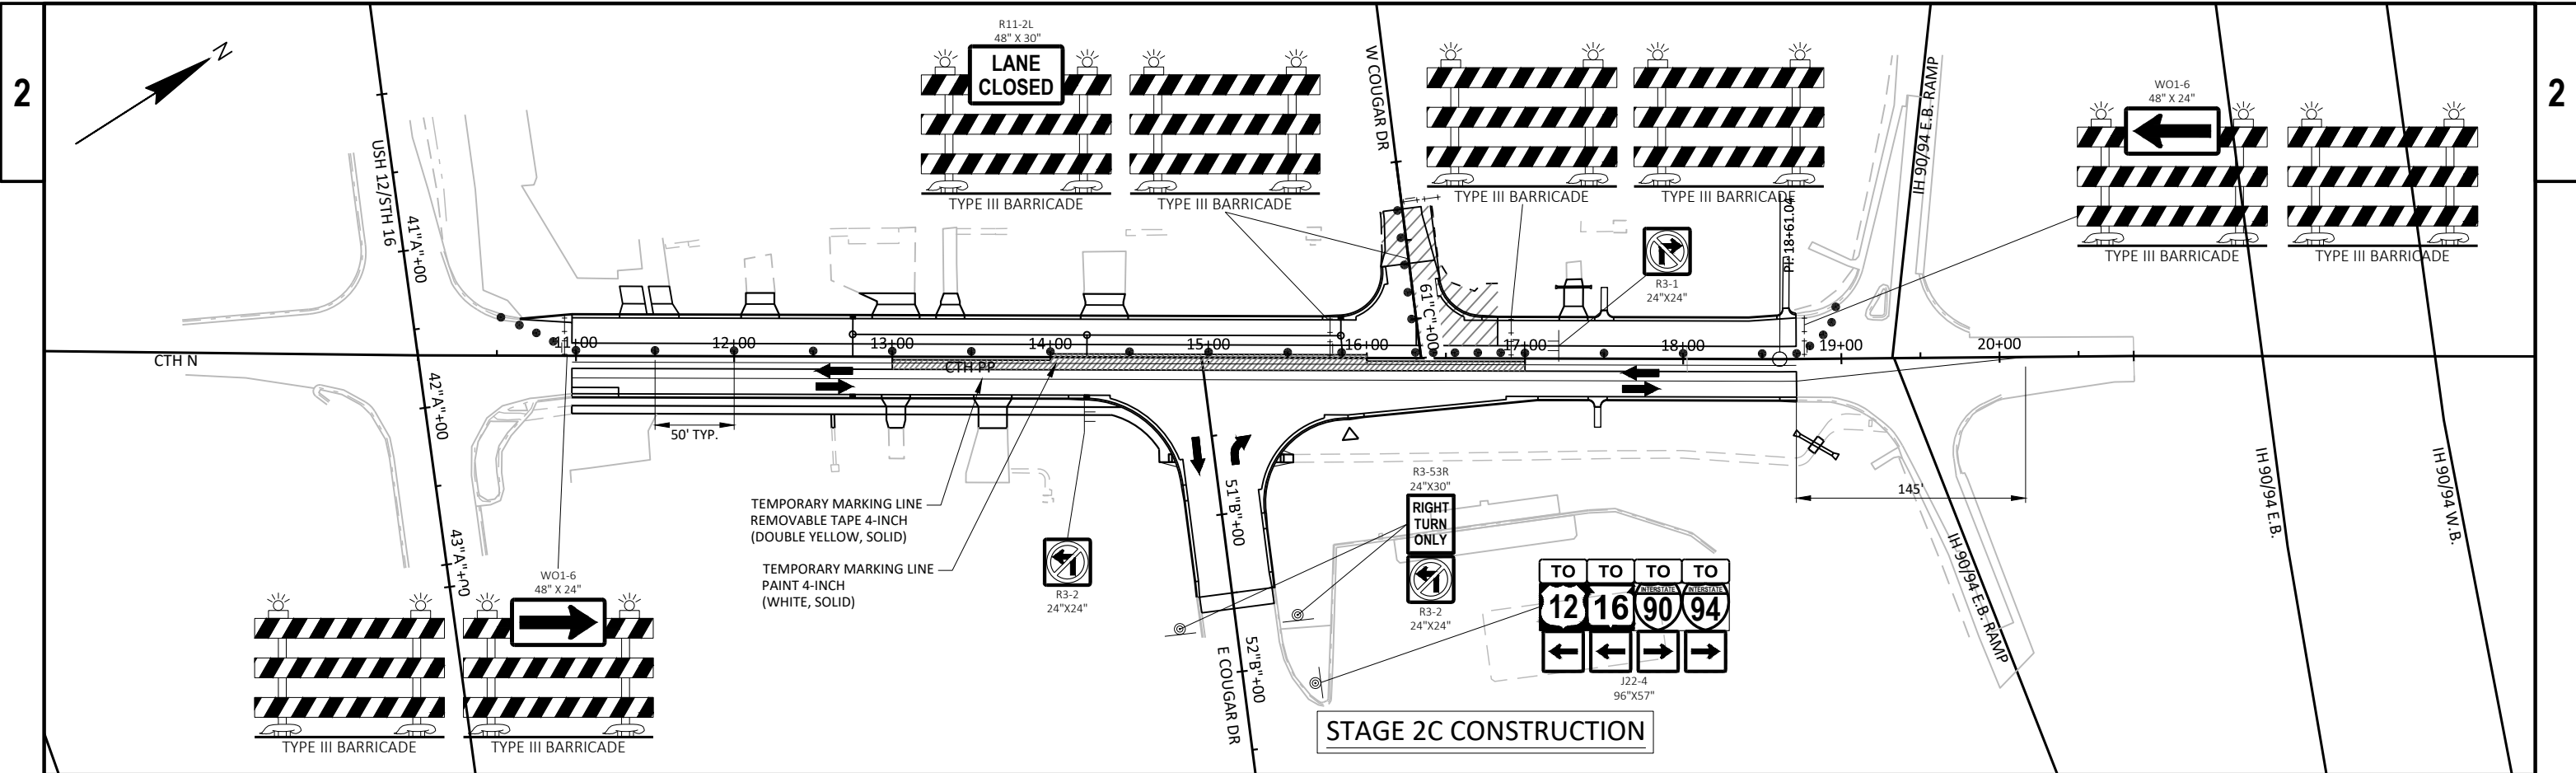 2
2
N
R11-2L
48" X 30"
LANE
CLOSED
TYPE III BARRICADE
TYPE III BARRICADE
W COUGAR DR
TYPE III BARRICADE
TYPE III BARRICADE
R3-1
24"X24"
PI: 18+61.04
IH 90/94 E.B. RAMP
WO1-6
48" X 24"
TYPE III BARRICADE
TYPE III BARRICADE
USH 12/STH 16
41"A"+00
42"A"+00
43"A"+00
61"C"+00
CTH N
11+00
12+00
13+00
14+00
15+00
16+00
17+00
18+00
19+00
20+00
CTH PP
50' TYP.
145'
TEMPORARY MARKING LINE
REMOVABLE TAPE 4-INCH
(DOUBLE YELLOW, SOLID)
TEMPORARY MARKING LINE
PAINT 4-INCH
(WHITE, SOLID)
R3-2
24"X24"
51"B"+00
52"B"+00
E COUGAR DR
R3-53R
24"X30"
RIGHT
TURN
ONLY
R3-2
24"X24"
TO TO TO TO
INTERSTATE INTERSTATE
12 16 90 94
J22-4
96"X57"
IH 90/94 E.B. RAMP
IH 90/94 E.B.
IH 90/94 W.B.
WO1-6
48" X 24"
TYPE III BARRICADE
TYPE III BARRICADE
STAGE 2C CONSTRUCTION